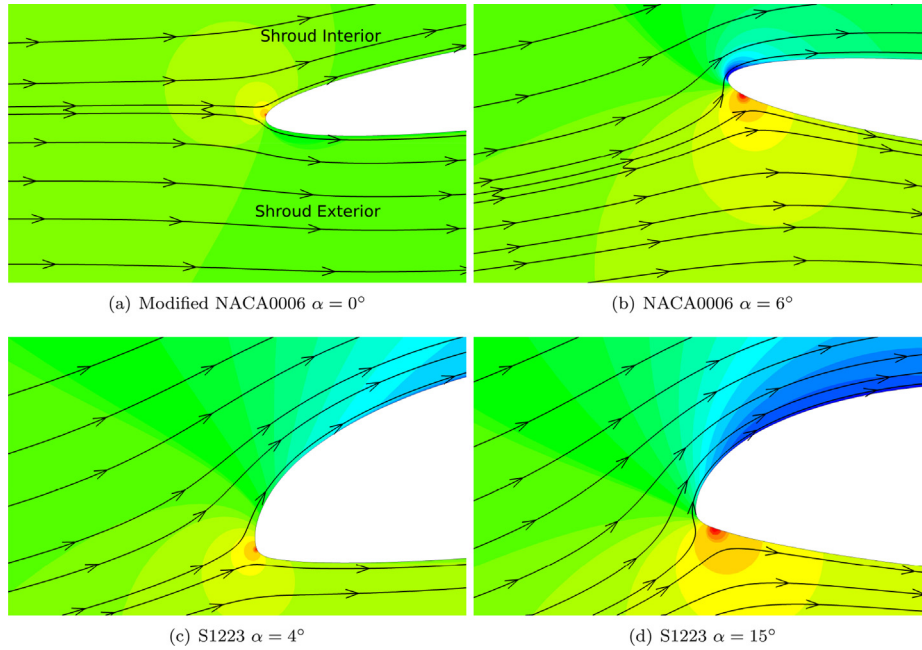 Shroud Interior
Shroud Exterior
(a) Modified NACA0006 α = 0°
(b) NACA0006 α = 6°
(c) S1223 α = 4°
(d) S1223 α = 15°